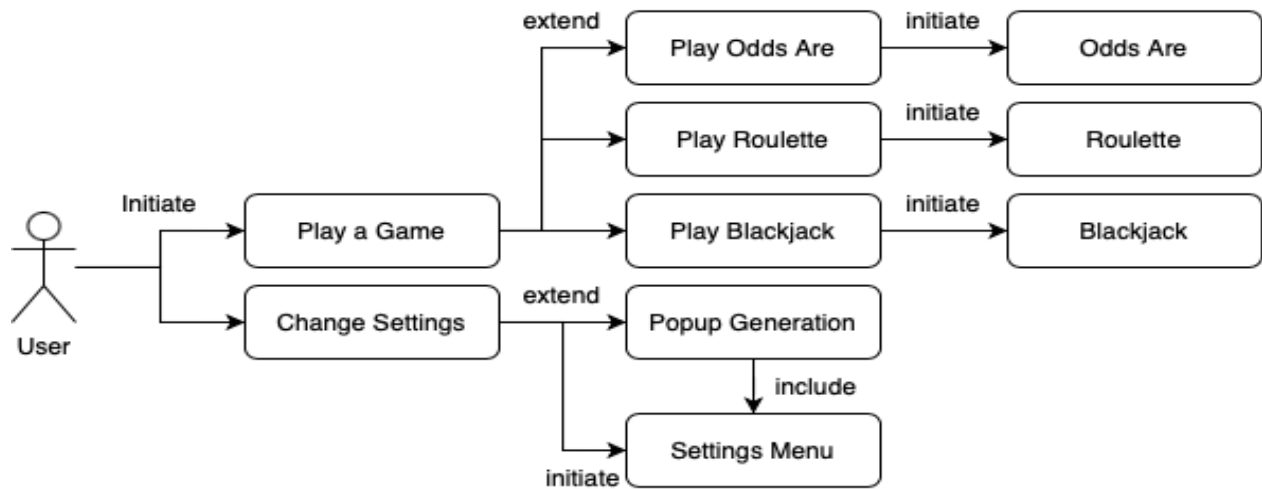 extend
initiate
Play Odds Are
Odds Are
initiate
Play Roulette
Roulette
Initiate
initiate
Play a Game
Play Blackjack
Blackjack
extend
Change Settings
Popup Generation
User
include
Settings Menu
initiate